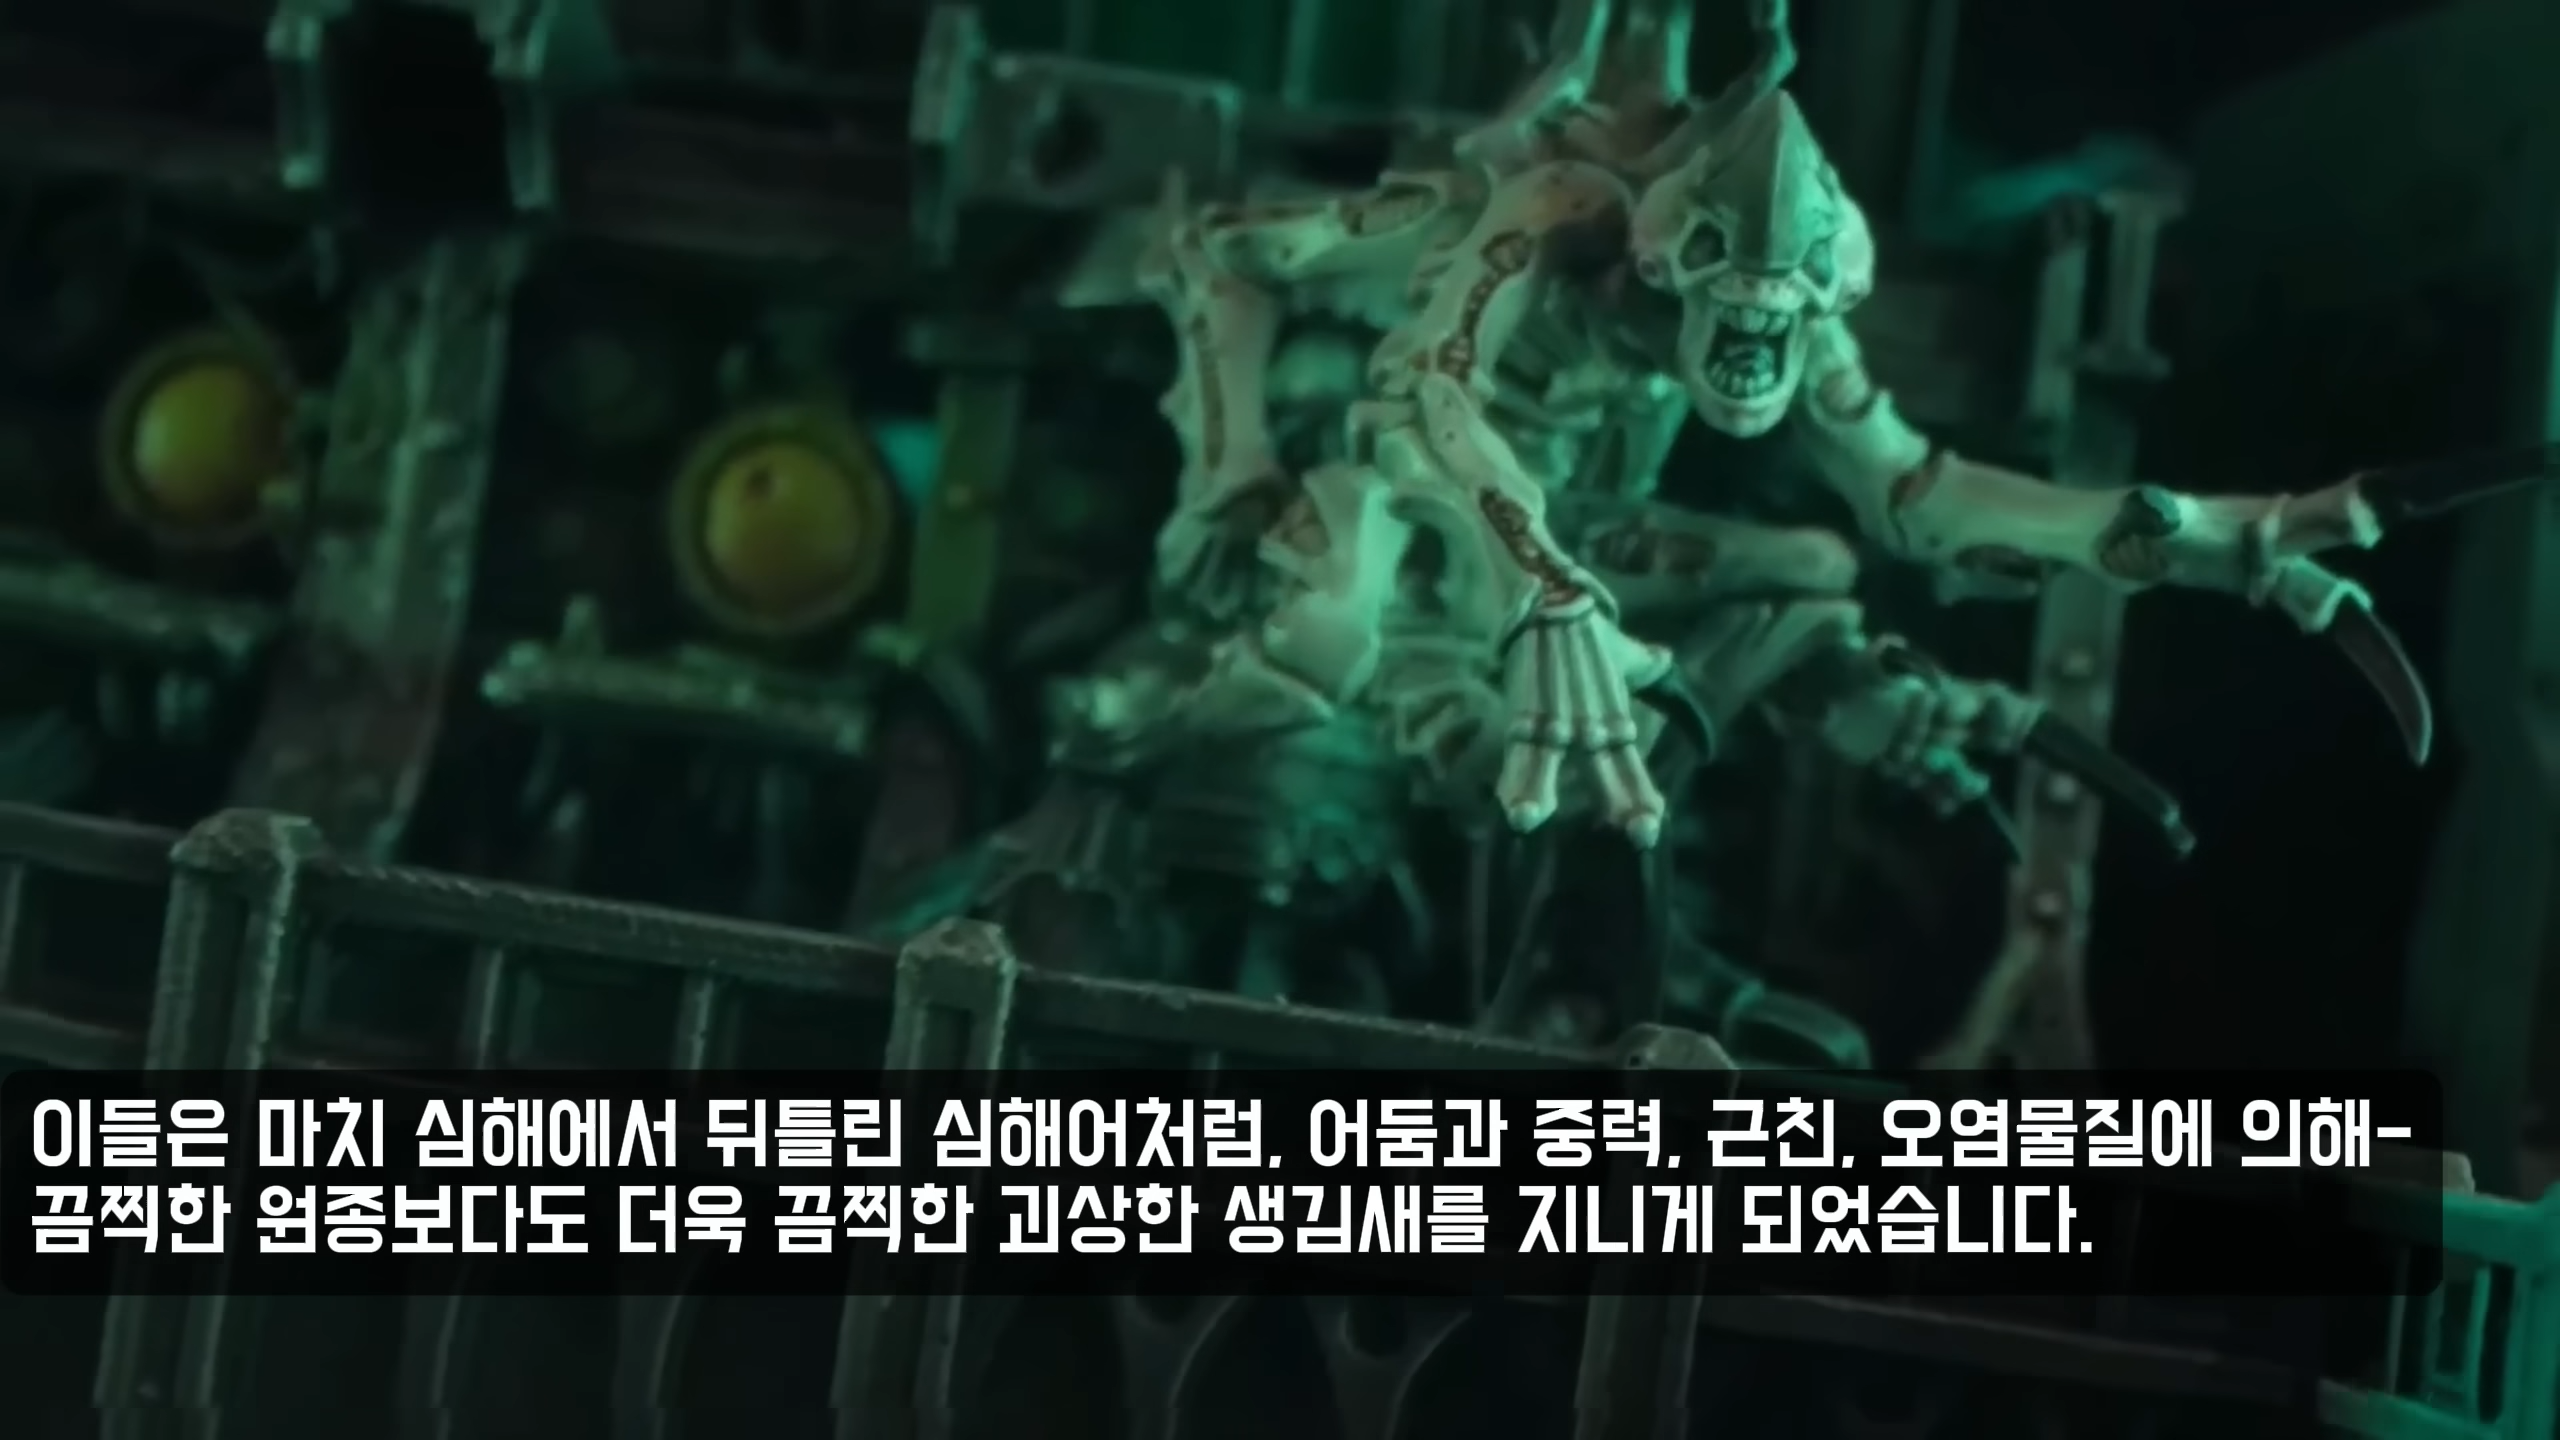 이들은 마치 심해에서 뒤틀린 심해어처럼, 어둠과 중력, 근친, 오염물질에 의해-
끔찍한 원종보다도 더욱 끔찍한 괴상한 생김새를 지니게 되었습니다.